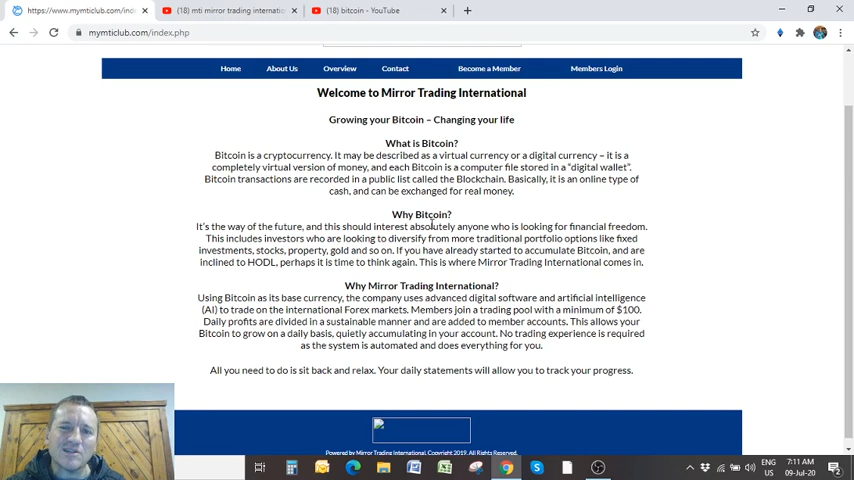 https://www.mymticlub.com/inde
(18) mti mirror trading internatio
(18) bitcoin - YouTube
mymticlub.com/index.php
Home About Us Overview Contact Become a Member Members Login
Welcome to Mirror Trading International
Growing your Bitcoin – Changing your life
What is Bitcoin?
Bitcoin is a cryptocurrency. It may be described as a virtual currency or a digital currency – it is a
completely virtual version of money, and each Bitcoin is a computer file stored in a "digital wallet".
Bitcoin transactions are recorded in a public list called the Blockchain. Basically, it is an online type of
cash, and can be exchanged for real money.
Why Bitcoin?
It's the way of the future, and this should interest absolutely anyone who is looking for financial freedom.
This includes investors who are looking to diversify from more traditional portfolio options like fixed
investments, stocks, property, gold and so on. If you have already started to accumulate Bitcoin, and are
inclined to HODL, perhaps it is time to think again. This is where Mirror Trading International comes in.
Why Mirror Trading International?
Using Bitcoin as its base currency, the company uses advanced digital software and artificial intelligence
(AI) to trade on the international Forex markets. Members join a trading pool with a minimum of $100.
Daily profits are divided in a sustainable manner and are added to member accounts. This allows your
Bitcoin to grow on a daily basis, quietly accumulating in your account. No trading experience is required
as the system is automated and does everything for you.
All you need to do is sit back and relax. Your daily statements will allow you to track your progress.
Powered by Mirror Trading International. Copyright 2019. All Rights Reserved.
ENG
US
7:11 AM
09-Jul-20
2